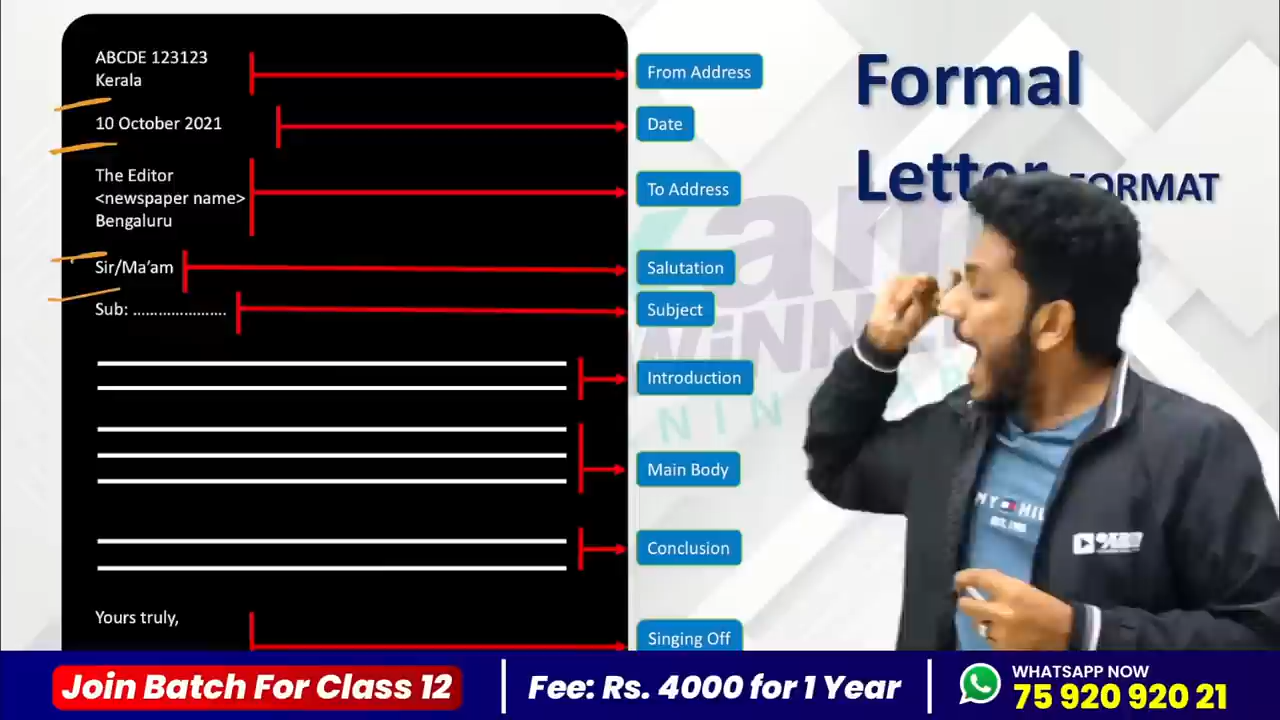 Formal
Letter FORMAT
ABCDE 123123
Kerala
From Address
10 October 2021
Date
The Editor
<newspaper name>
Bengaluru
To Address
Sir/Ma’am
Salutation
Sub: .....................
Subject
Introduction
Main Body
Conclusion
Yours truly,
Singing Off
Join Batch For Class 12
Fee: Rs. 4000 for 1 Year
WHATSAPP NOW
75 920 920 21